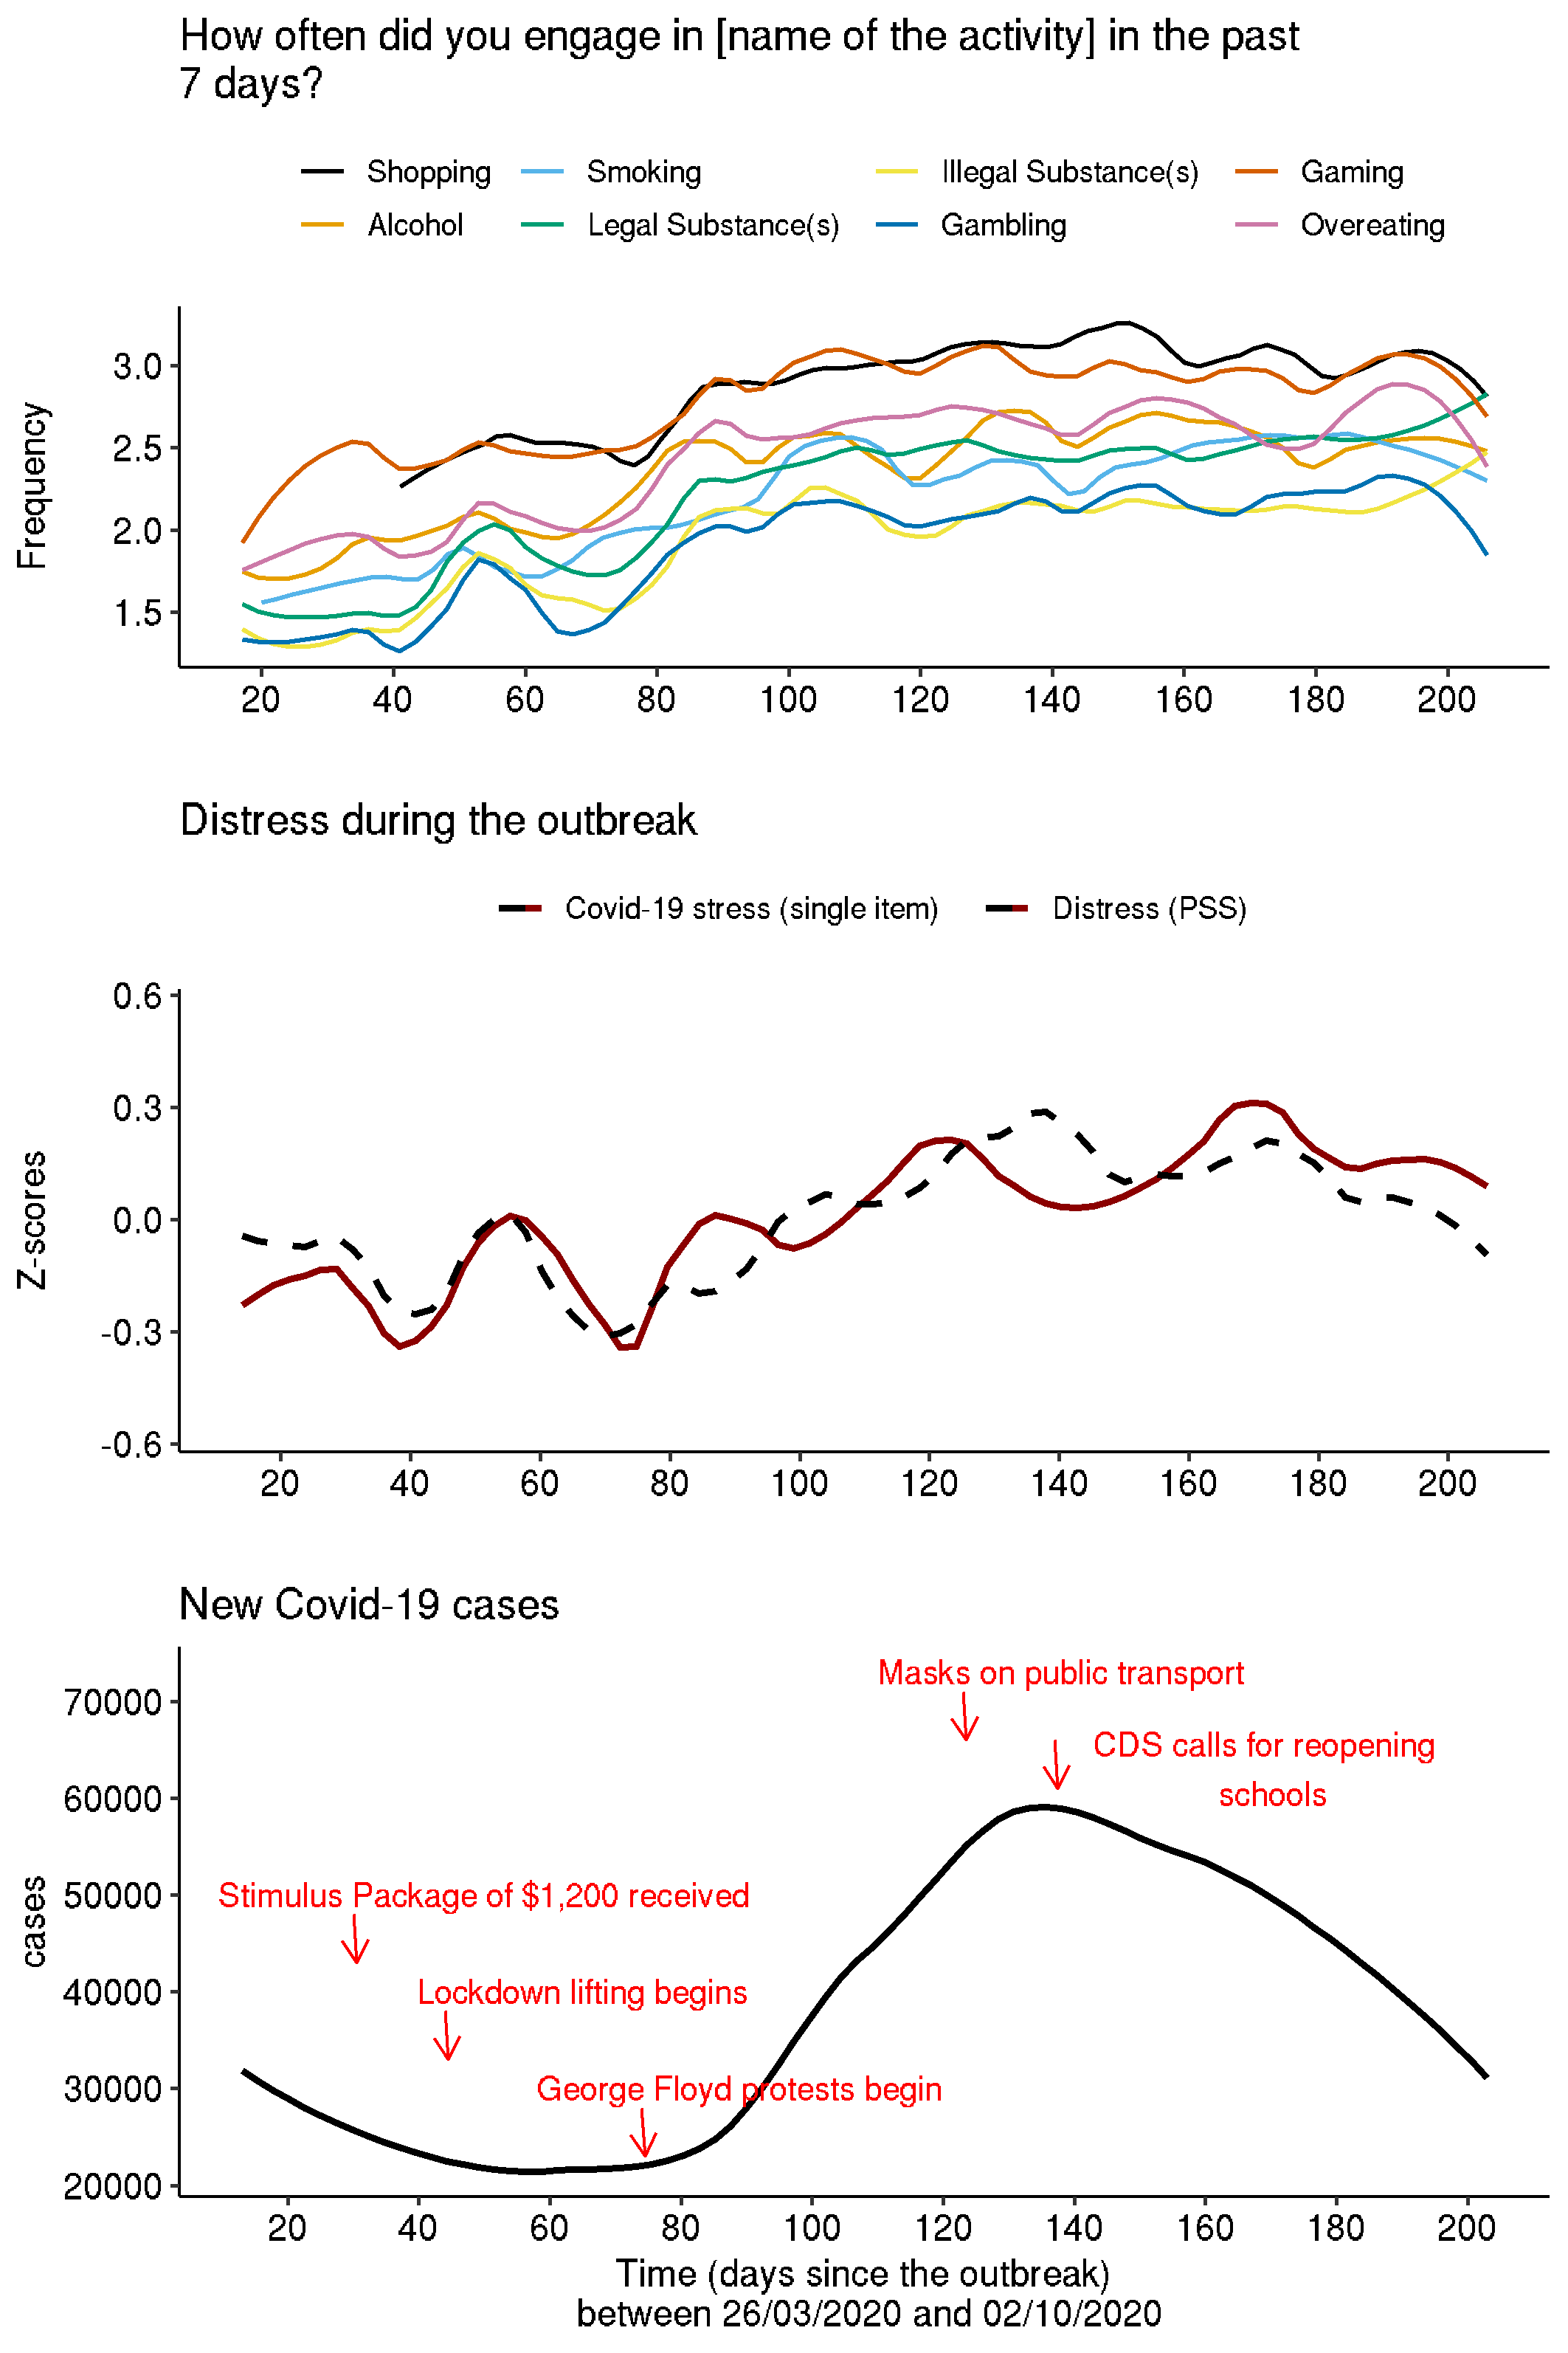 How often did you engage in [name of the activity] in the past
7 days?
Shopping Smoking Illegal Substance(s) Gaming
Alcohol Legal Substance(s) Gambling Overeating
Frequency
3.0
2.5
2.0
1.5
20 40 60 80 100 120 140 160 180 200
Distress during the outbreak
Covid-19 stress (single item) Distress (PSS)
Z-scores
0.6
0.3
0.0
-0.3
-0.6
20 40 60 80 100 120 140 160 180 200
New Covid-19 cases
cases
70000
60000
50000
40000
30000
20000
Masks on public transport
CDS calls for reopening
schools
Stimulus Package of $1,200 received
Lockdown lifting begins
George Floyd protests begin
20 40 60 80 100 120 140 160 180 200
Time (days since the outbreak)
between 26/03/2020 and 02/10/2020